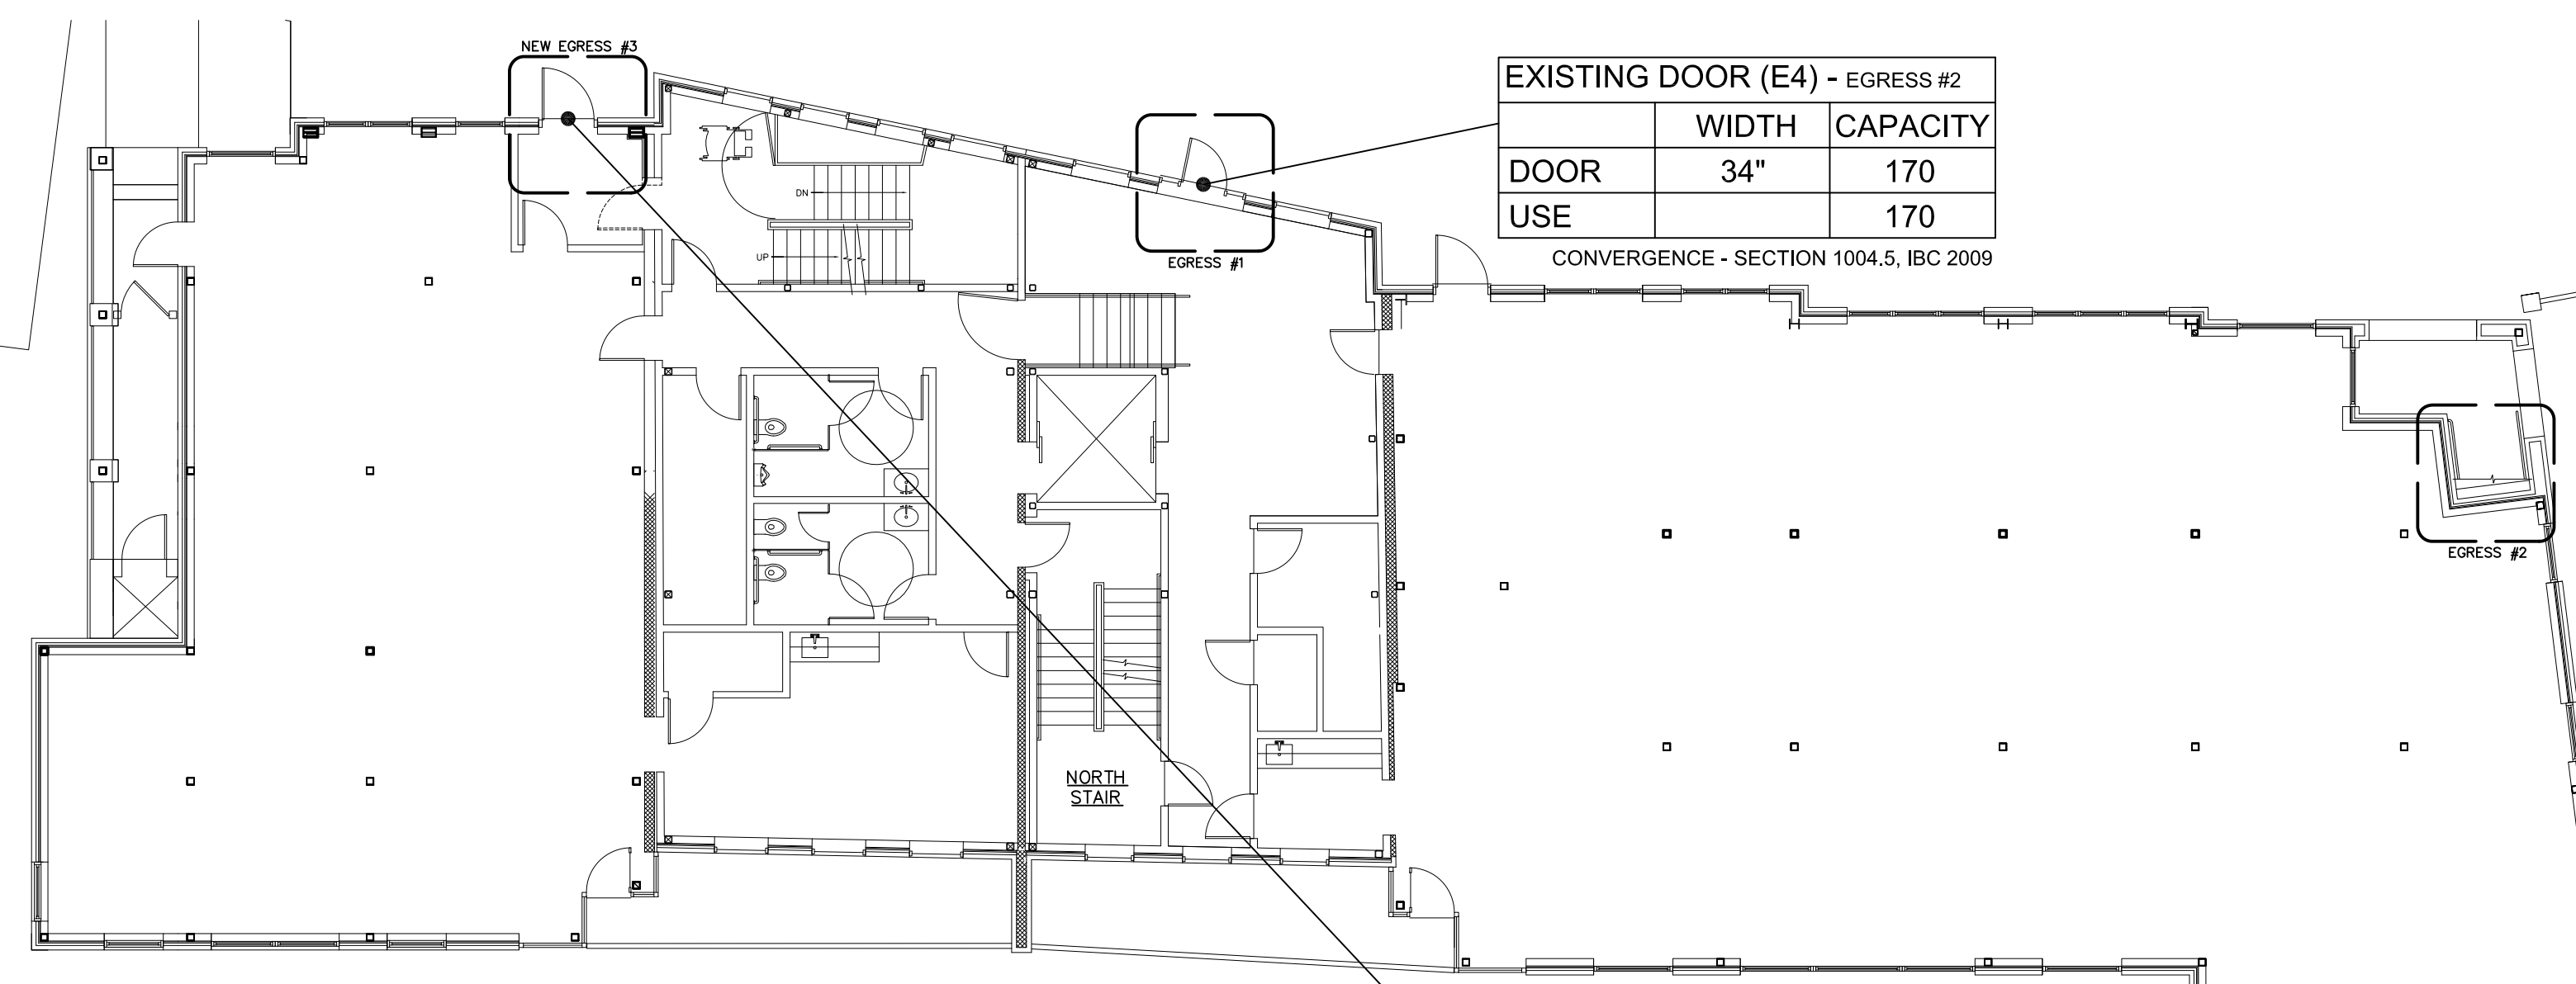 NEW EGRESS #3
EXISTING DOOR (E4) - EGRESS #2
WIDTH CAPACITY
DOOR 34" 170
USE 170
CONVERGENCE - SECTION 1004.5, IBC 2009
DN
UP
EGRESS #1
EGRESS #2
NORTH
STAIR